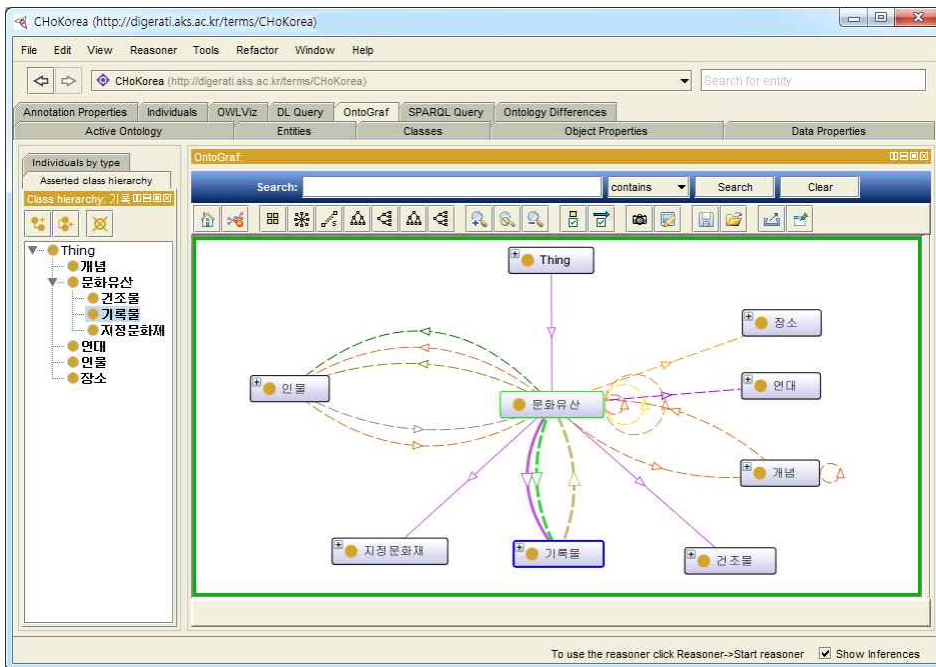 CHoKorea (http://digerati.aks.ac.kr/terms/CHoKorea)
File Edit View Reasoner Tools Refactor Window Help
CHoKorea (http://digerati.aks.ac.kr/terms/CHoKorea)
Search for entity
Annotation Properties Individuals OWLViz DL Query OntoGraf SPARQL Query Ontology Differences
Active Ontology Entities Classes Object Properties Data Properties
Individuals by type
Asserted class hierarchy
Class hierarchy: 기록
Thing
개념
문화유산
건조물
기록물
지정문화재
연대
인물
장소
OntoGraf:
Search: contains Search Clear
Thing
장소
인물
연대
문화유산
개념
지정문화재
기록물
건조물
To use the reasoner click Reasoner->Start reasoner Show Inferences